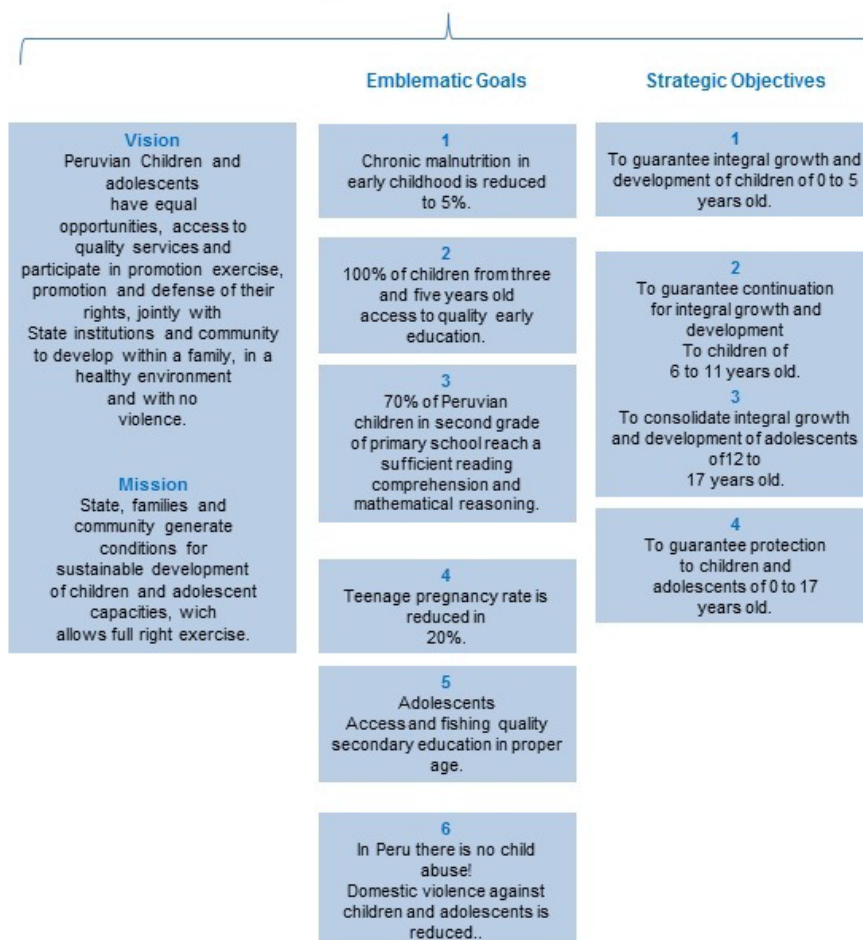 Emblematic Goals
Strategic Objectives
Vision
Peruvian Children and
adolescents
have equal
opportunities, access to
quality services and
participate in promotion exercise,
promotion and defense of their
rights, jointly with
State institutions and community
to develop within a family, in a
healthy environment
and with no
violence.
Mission
State, families and
community generate
conditions for
sustainable development
of children and adolescent
capacities, wich
allows full right exercise.
1
Chronic malnutrition in
early childhood is reduced
to 5%.
2
100% of children from three
and five years old
access to quality early
education.
3
70% of Peruvian
children in second grade
of primary school reach a
sufficient reading
comprehension and
mathematical reasoning.
4
Teenage pregnancy rate is
reduced in
20%.
5
Adolescents
Access and fishing quality
secondary education in proper
age.
6
In Peru there is no child
abuse!
Domestic violence against
children and adolescents is
reduced..
1
To guarantee integral growth and
development of children of 0 to 5
years old.
2
To guarantee continuation
for integral growth and
development
To children of
6 to 11 years old.
3
To consolidate integral growth
and development of adolescents
of12 to
17 years old.
4
To guarantee protection
to children and
adolescents of 0 to 17
years old.